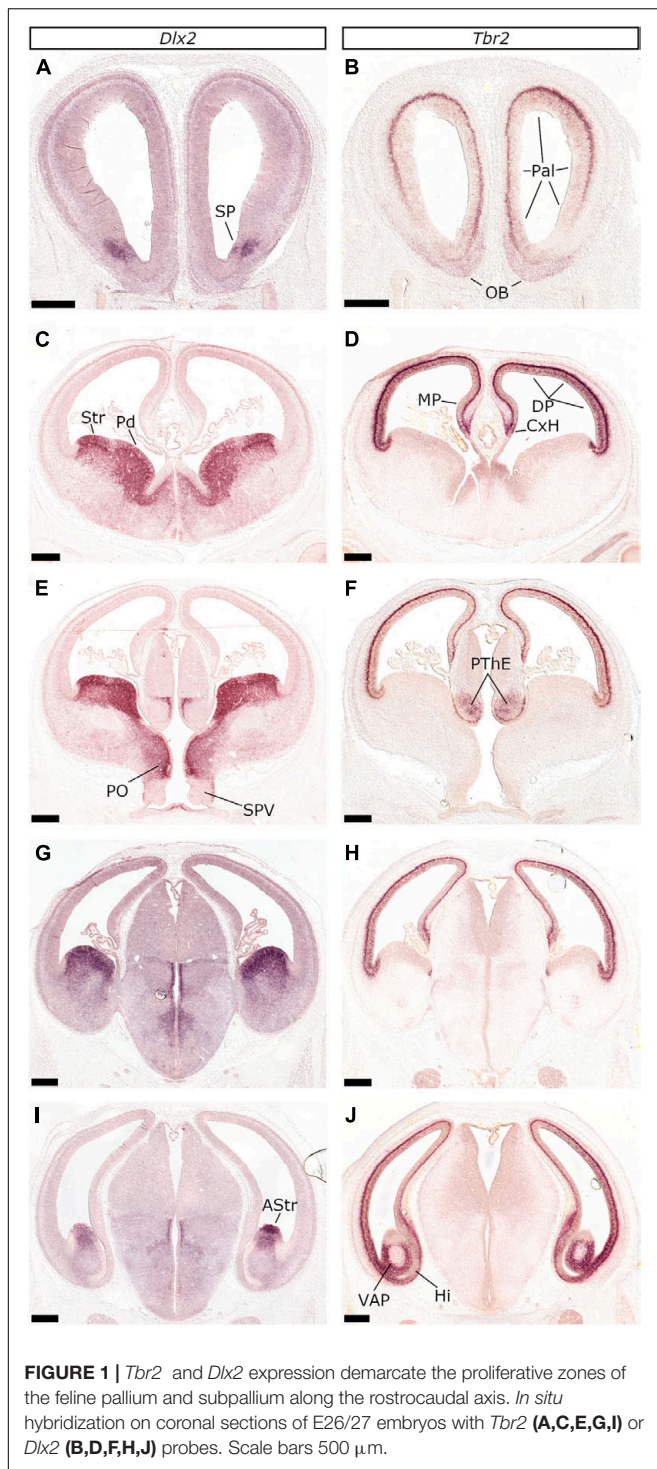 Dlx2 Tbr2
A B
SP
Pal
OB
C D
Str Pd
MP DP
CxH
E F
PThE
PO
SPV
G H
I J
AStr
VAP Hi
FIGURE 1 | Tbr2 and Dlx2 expression demarcate the proliferative zones of
the feline pallium and subpallium along the rostrocaudal axis. In situ
hybridization on coronal sections of E26/27 embryos with Tbr2 (A,C,E,G,I) or
Dlx2 (B,D,F,H,J) probes. Scale bars 500 μm.